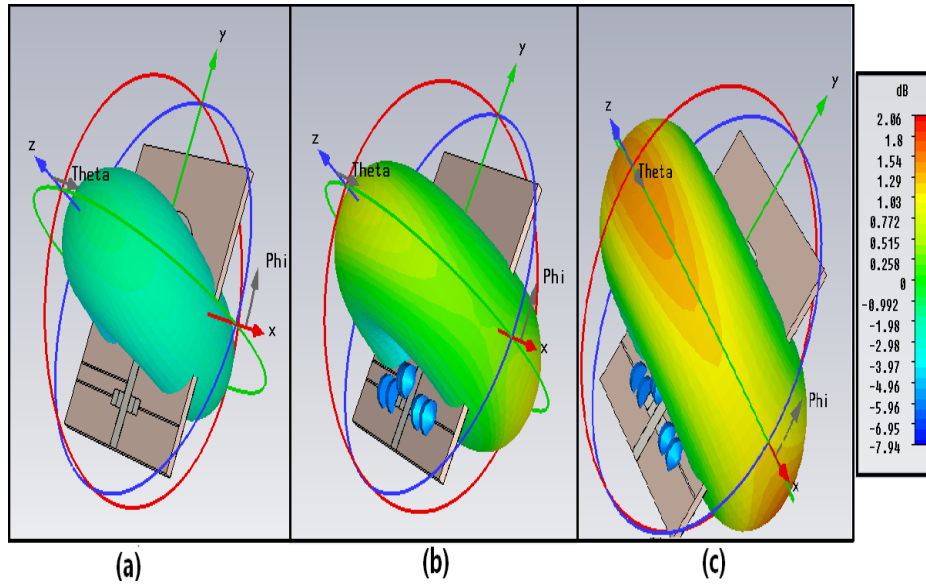 y
z
Theta
Phi
x
(a)
y
z
Theta
Phi
x
(b)
y
z
Theta
Phi
x
(c)
dB
2.06
1.8
1.54
1.29
1.03
0.772
0.515
0.258
0
-0.992
-1.98
-2.98
-3.97
-4.96
-5.95
-6.95
-7.94